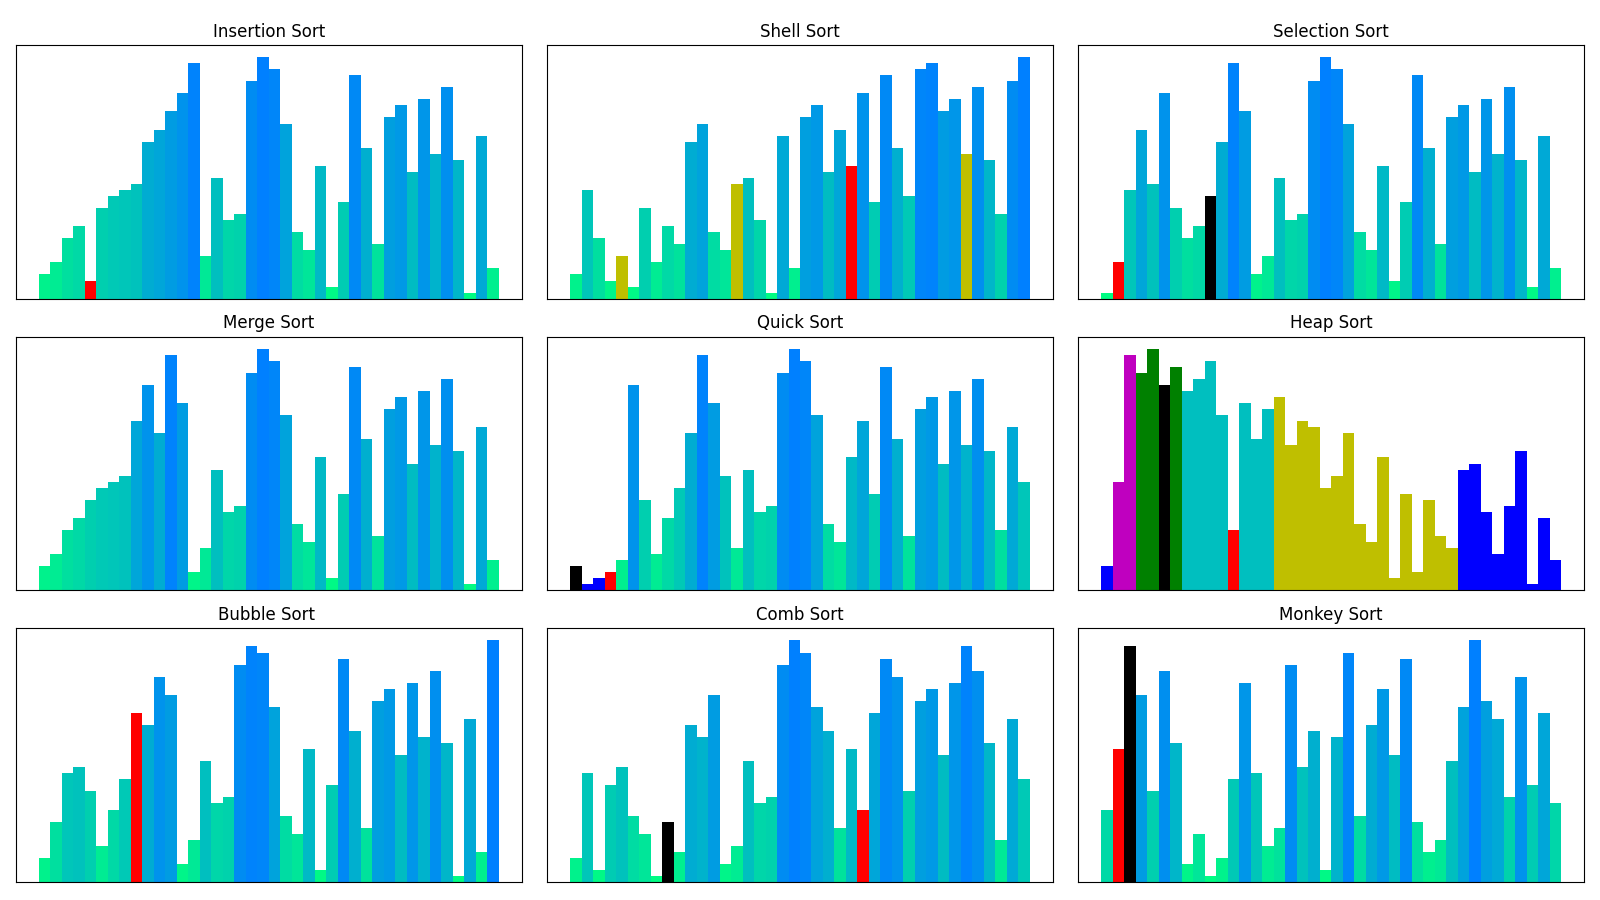 Insertion Sort
Shell Sort
Selection Sort
Merge Sort
Quick Sort
Heap Sort
Bubble Sort
Comb Sort
Monkey Sort